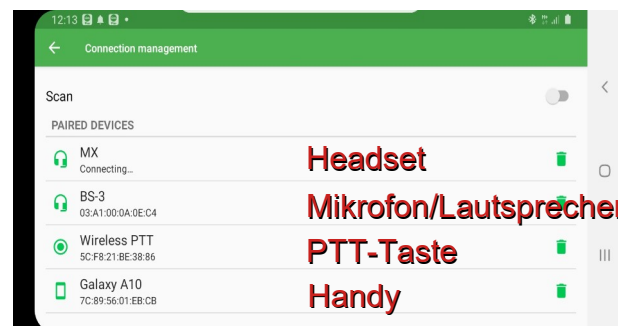 12:13
Connection management
Scan
PAIRED DEVICES
MX
Connecting...
Headset
BS-3
03:A1:00:0A:0E:C4
Mikrofon/Lautsprecher
Wireless PTT
5C:F8:21:BE:38:86
PTT-Taste
Galaxy A10
7C:89:56:01:EB:CB
Handy